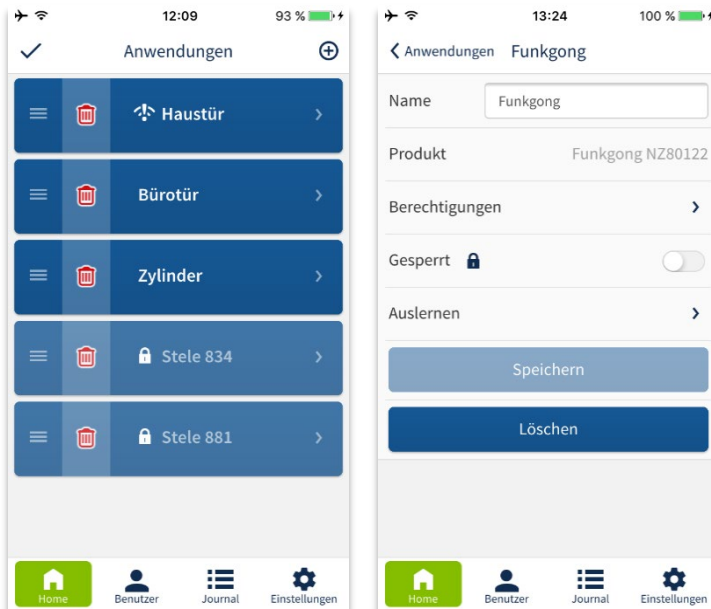 12:09
93 %
Anwendungen
Haustür
Bürotür
Zylinder
Stele 834
Stele 881
Home
Benutzer
Journal
Einstellungen
13:24
100 %
Anwendungen
Funkgong
Name
Funkgong
Produkt
Funkgong NZ80122
Berechtigungen
Gesperrt
Auslernen
Speichern
Löschen
Home
Benutzer
Journal
Einstellungen